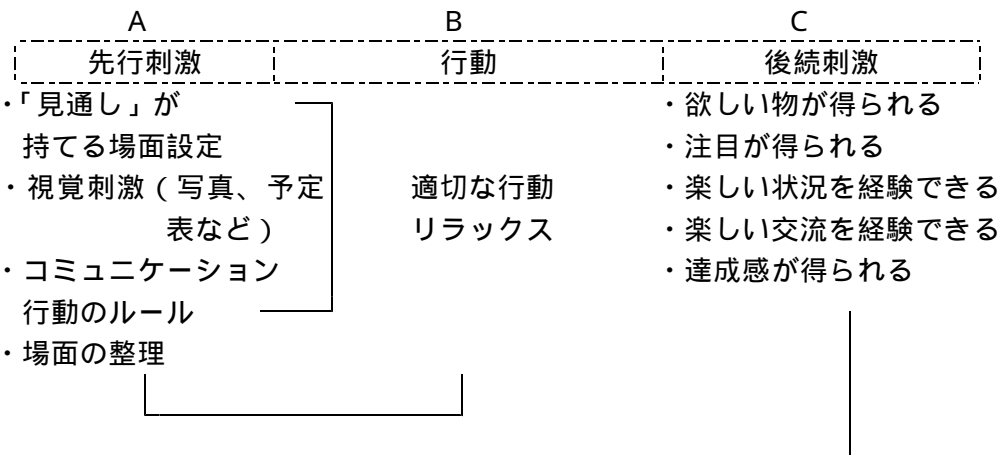 A B C
先行刺激 行動 後続刺激
・「見通し」が ・欲しい物が得られる
持てる場面設定 ・注目が得られる
・視覚刺激(写真、予定 適切な行動 ・楽しい状況を経験できる
表など) リラックス ・楽しい交流を経験できる
・コミュニケーション ・達成感が得られる
行動のルール
・場面の整理